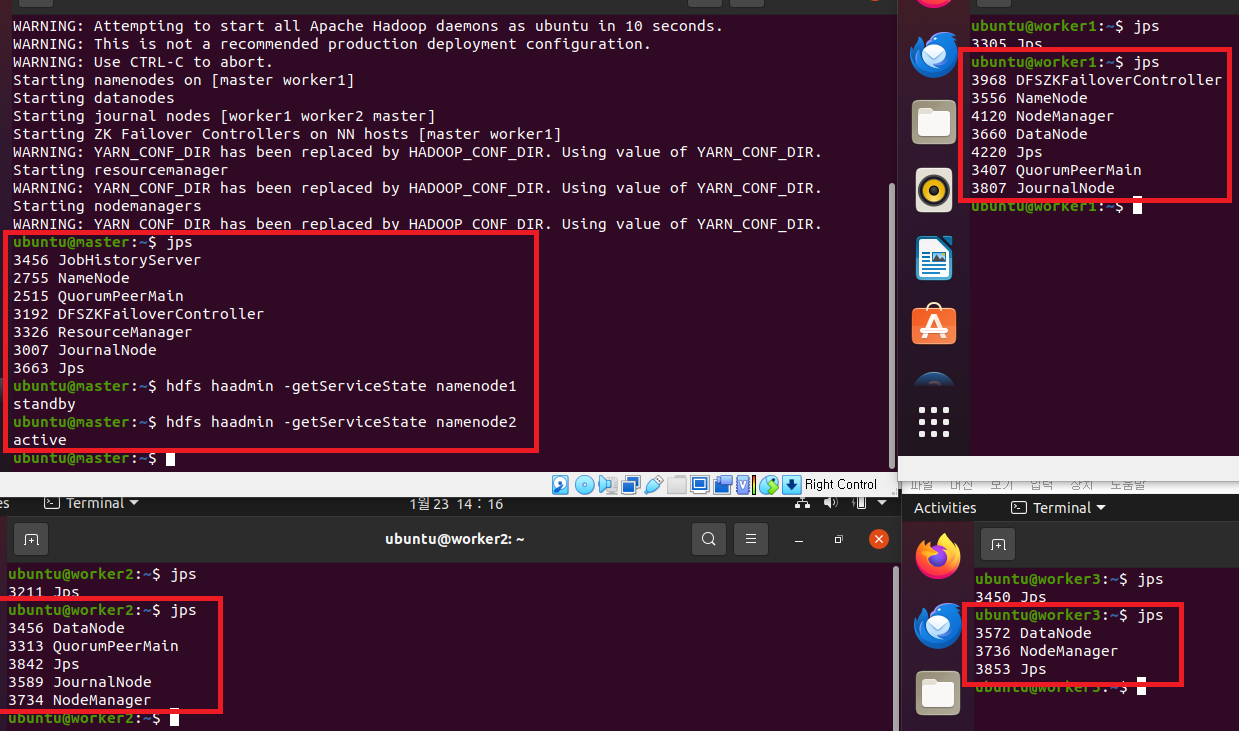 WARNING: Attempting to start all Apache Hadoop daemons as ubuntu in 10 seconds.
WARNING: This is not a recommended production deployment configuration.
WARNING: Use CTRL-C to abort.
Starting namenodes on [master worker1]
Starting datanodes
Starting journal nodes [worker1 worker2 master]
Starting ZK Failover Controllers on NN hosts [master worker1]
WARNING: YARN_CONF_DIR has been replaced by HADOOP_CONF_DIR. Using value of YARN_CONF_DIR.
Starting resourcemanager
WARNING: YARN_CONF_DIR has been replaced by HADOOP_CONF_DIR. Using value of YARN_CONF_DIR.
Starting nodemanagers
WARNING: YARN_CONF_DIR has been replaced by HADOOP_CONF_DIR. Using value of YARN_CONF_DIR.
ubuntu@master:~$ jps
3456 JobHistoryServer
2755 NameNode
2515 QuorumPeerMain
3192 DFSZKFailoverController
3326 ResourceManager
3007 JournalNode
3663 Jps
ubuntu@master:~$ hdfs haadmin -getServiceState namenode1
standby
ubuntu@master:~$ hdfs haadmin -getServiceState namenode2
active
ubuntu@master:~$
Right Control
ubuntu@worker1:~$ jps
3305 Jps
ubuntu@worker1:~$ jps
3968 DFSZKFailoverController
3556 NameNode
4120 NodeManager
3660 DataNode
4220 Jps
3407 QuorumPeerMain
3807 JournalNode
ubuntu@worker1:~$
es Terminal 1월 23 14:16
ubuntu@worker2: ~
ubuntu@worker2:~$ jps
3211 Jps
ubuntu@worker2:~$ jps
3456 DataNode
3313 QuorumPeerMain
3842 Jps
3589 JournalNode
3734 NodeManager
ubuntu@worker2:~$
파일 머신 보기 입력 장치 도움말
Activities Terminal
ubuntu@worker3:~$ jps
3450 Jps
ubuntu@worker3:~$ jps
3572 DataNode
3736 NodeManager
3853 Jps
ubuntu@worker3:~$